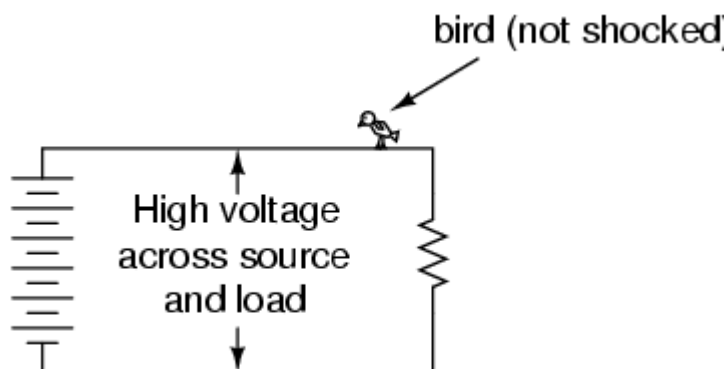 bird (not shocked)
High voltage
across source
and load